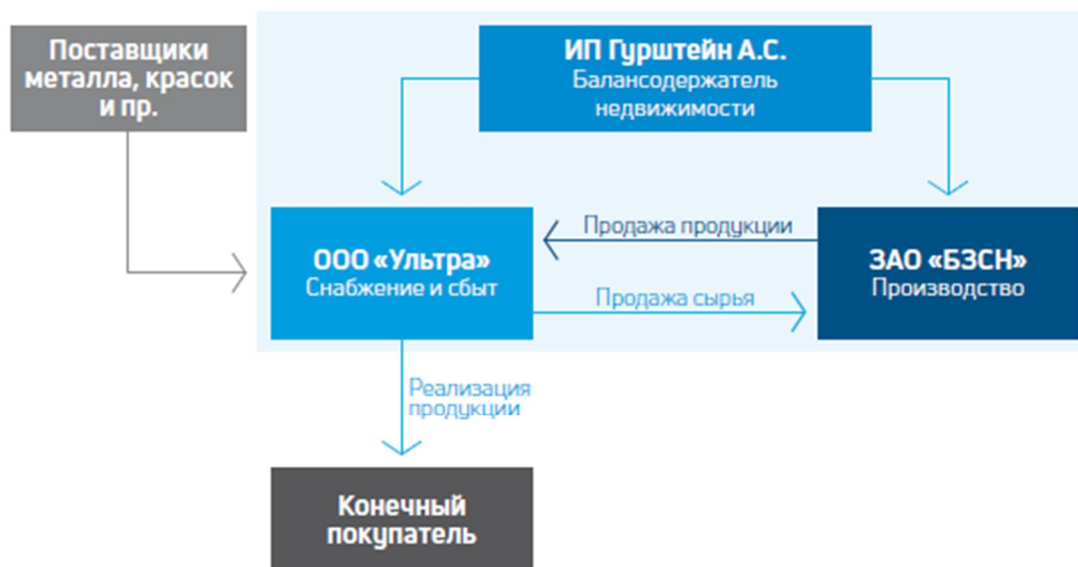 Поставщики
металла, красок
и пр.
ИП Гурштейн А.С.
Балансодержатель
недвижимости
ООО «Ультра»
Снабжение и сбыт
Продажа продукции
Продажа сырья
ЗАО «БЗСН»
Производство
Реализация
продукции
Конечный
покупатель